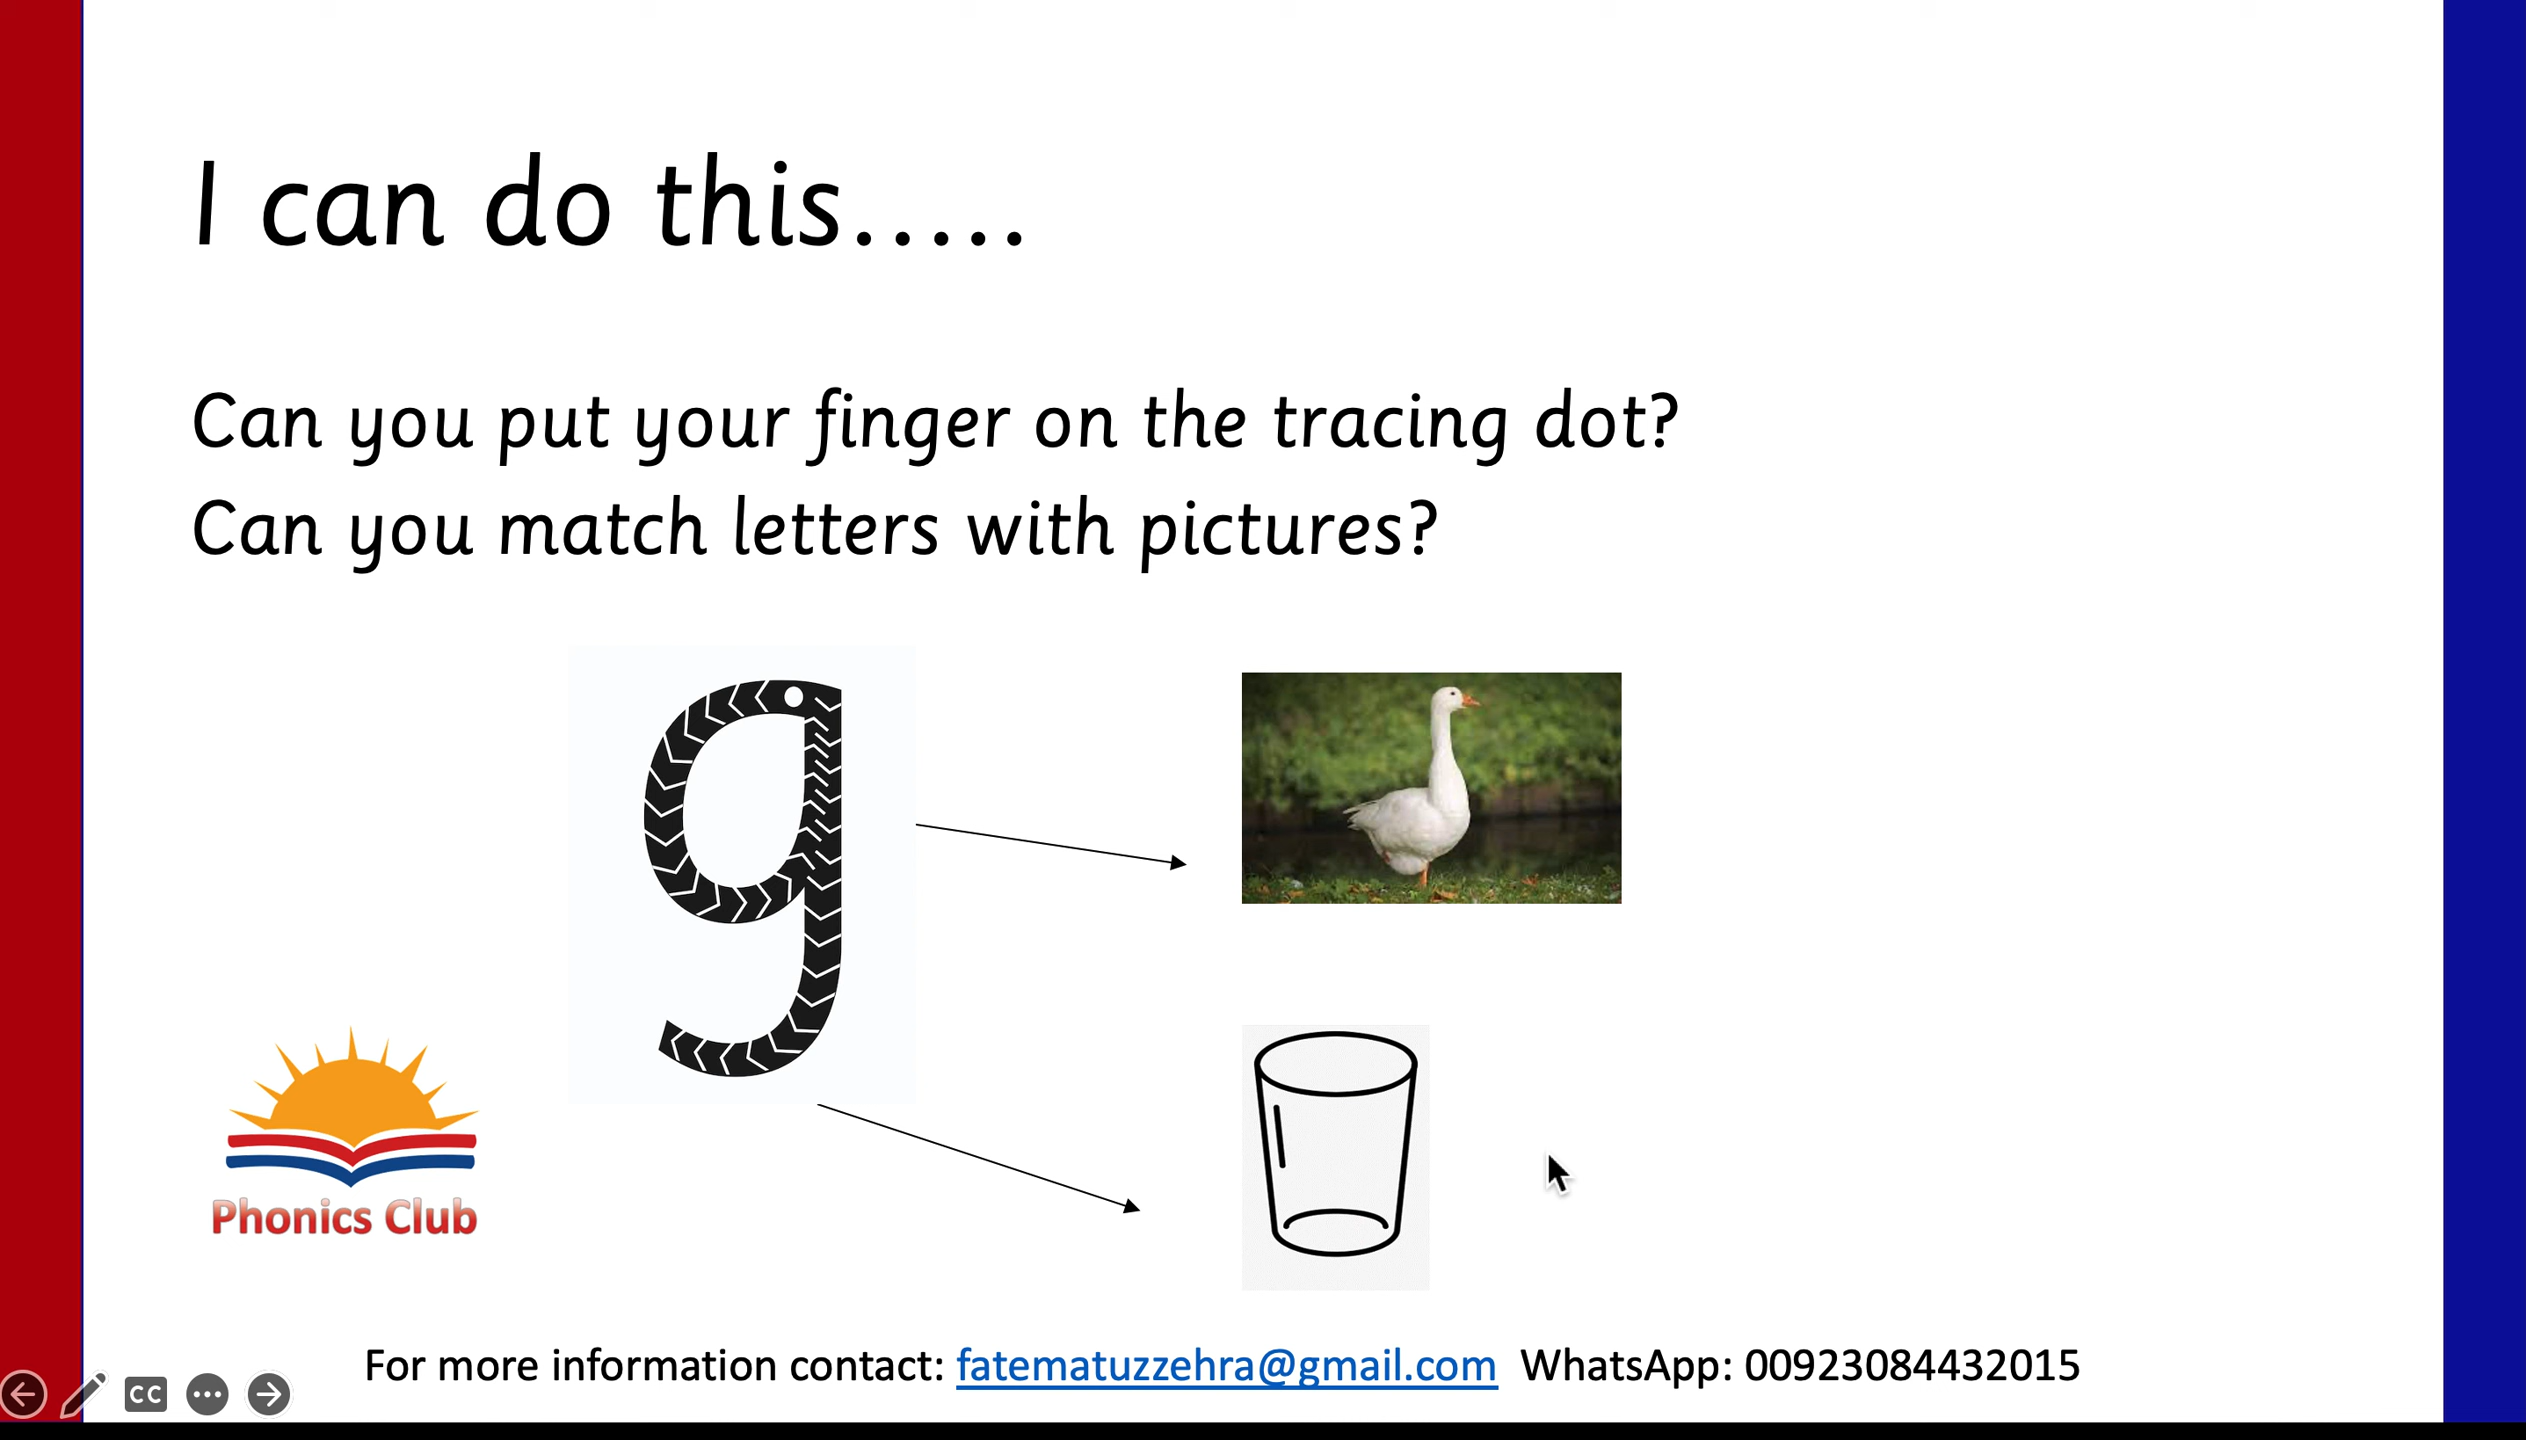 I can do this.....
Can you put your finger on the tracing dot?
Can you match letters with pictures?
g
Phonics Club
For more information contact: fatematuzzehra@gmail.com WhatsApp: 00923084432015
CC